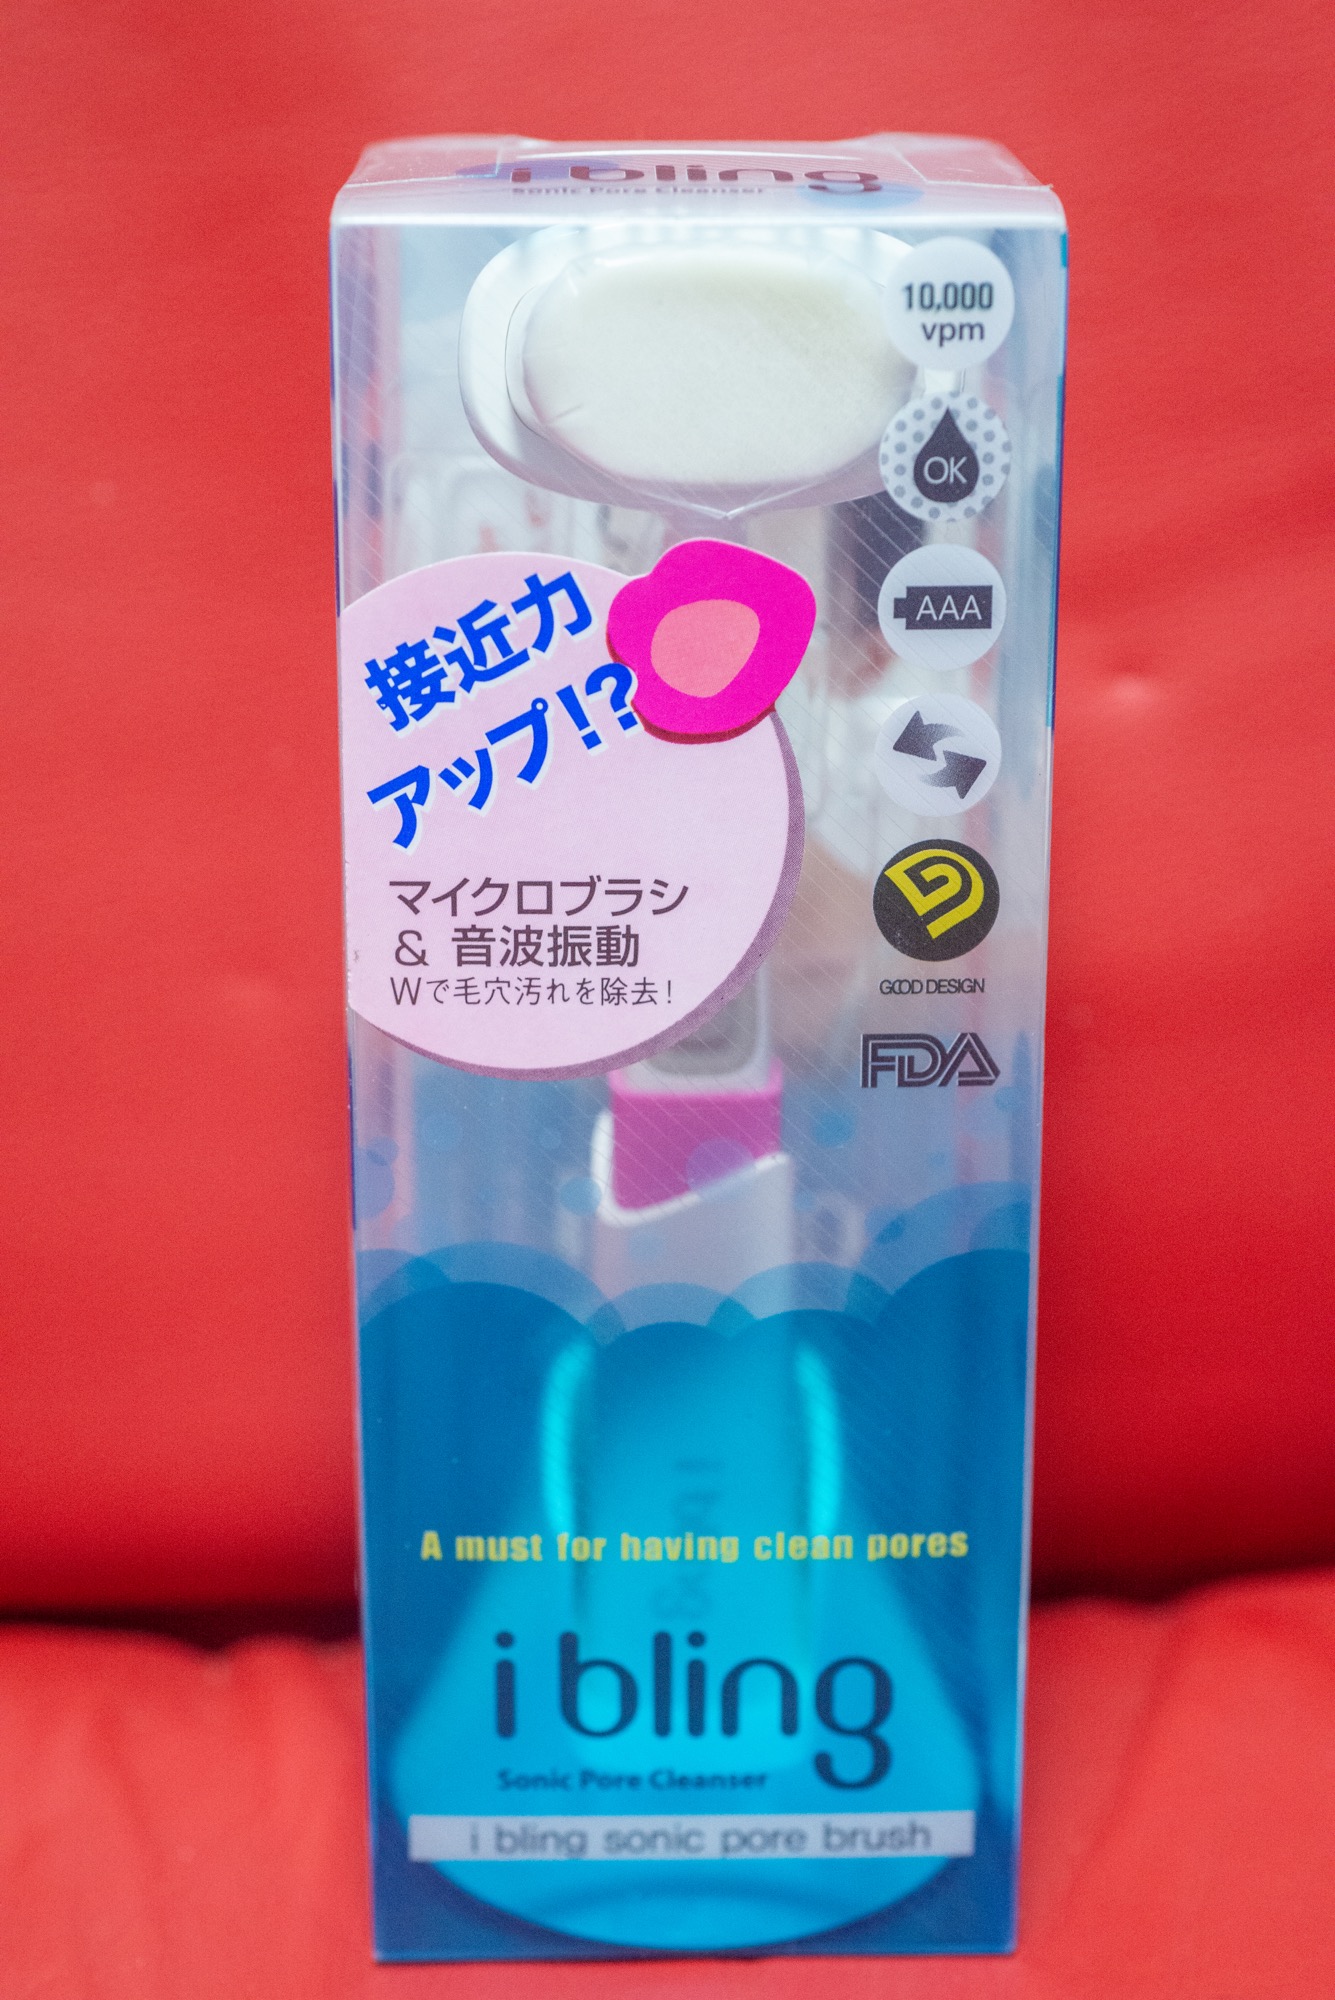 i bling
Sonic Pore Cleanser
10,000
vpm
OK
AAA
接近力
アップ!?
マイクロブラシ
& 音波振動
Wで毛穴汚れを除去!
GOOD DESIGN
FDA
A must for having clean pores
i bling
Sonic Pore Cleanser
i bling sonic pore brush